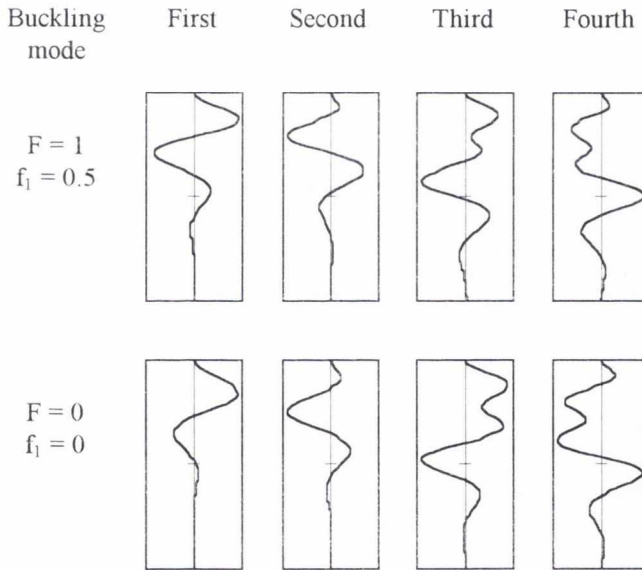 Buckling First Second Third Fourth
mode
F = 1
f₁ = 0.5
F = 0
f₁ = 0